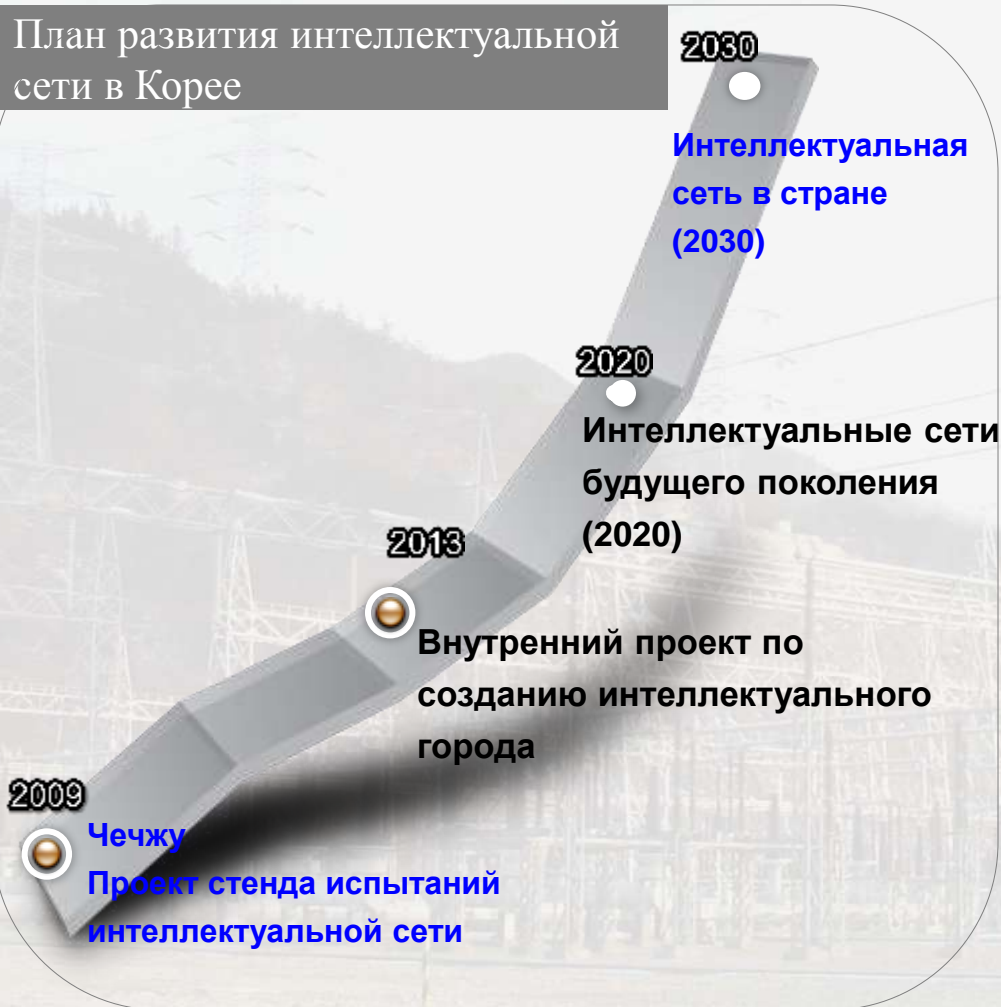 План развития интеллектуальной
сети в Корее
2030
Интеллектуальная
сеть в стране
(2030)
2020
Интеллектуальные сети
будущего поколения
(2020)
2013
Внутренний проект по
созданию интеллектуального
города
2009
Чечжу
Проект стенда испытаний
интеллектуальной сети